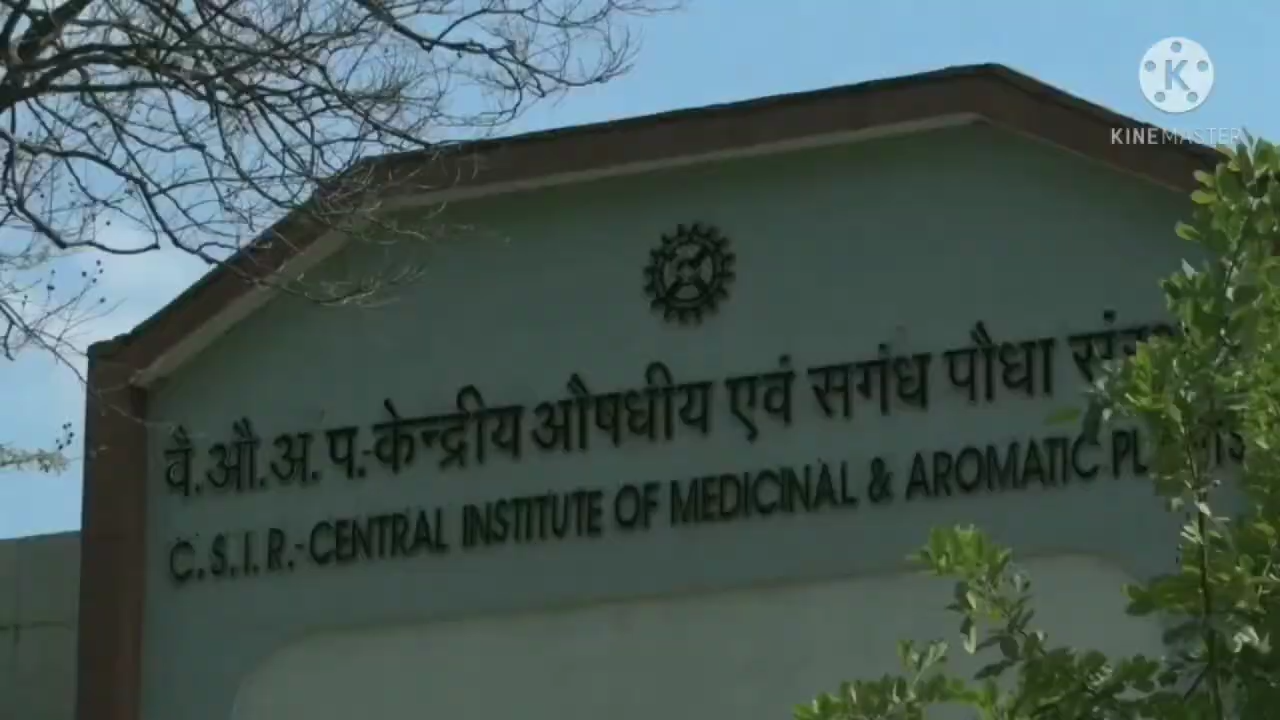 K
KINEMASTER
वै.औ.अ. प.-केन्द्रीय औषधीय एवं सगंध पौधा
C.S.I.R.-CENTRAL INSTITUTE OF MEDICINAL & AROMATIC